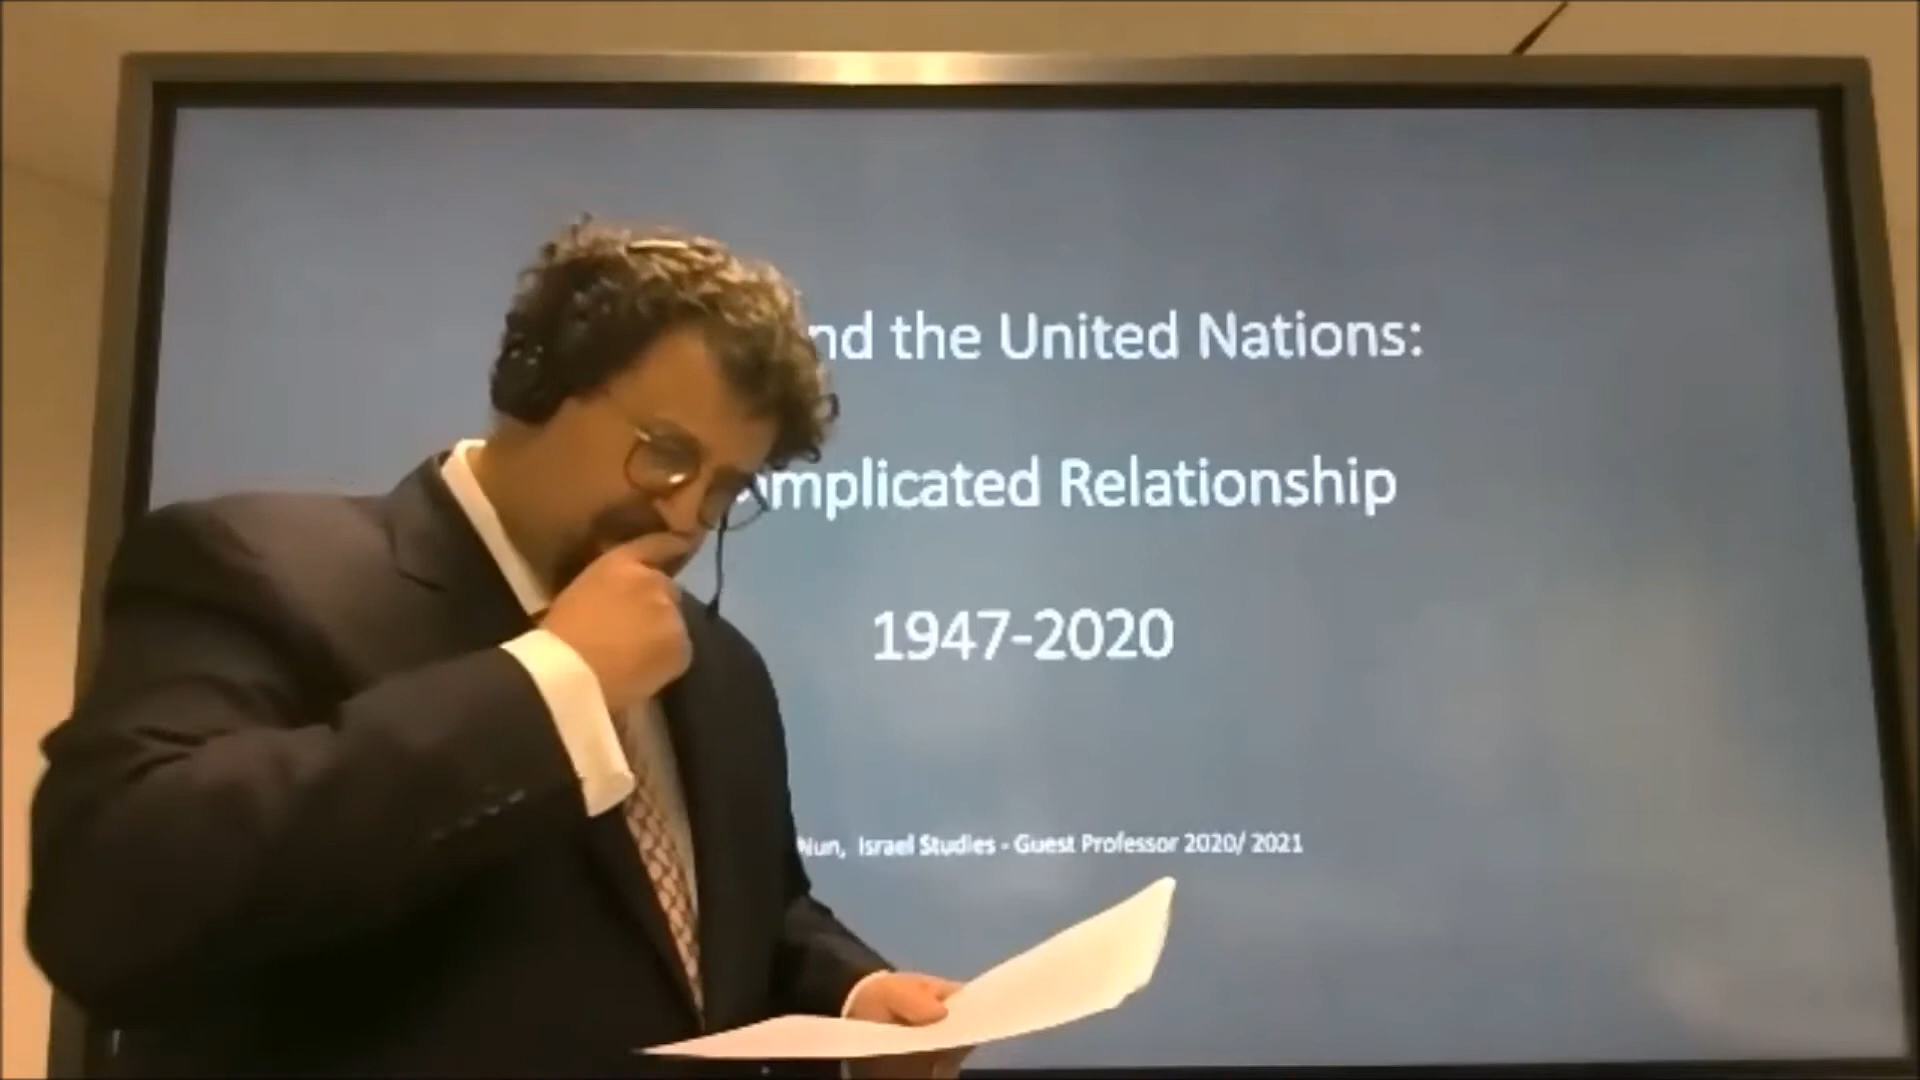 nd the United Nations:
mplicated Relationship
1947-2020
Nun, Israel Studies - Guest Professor 2020/ 2021